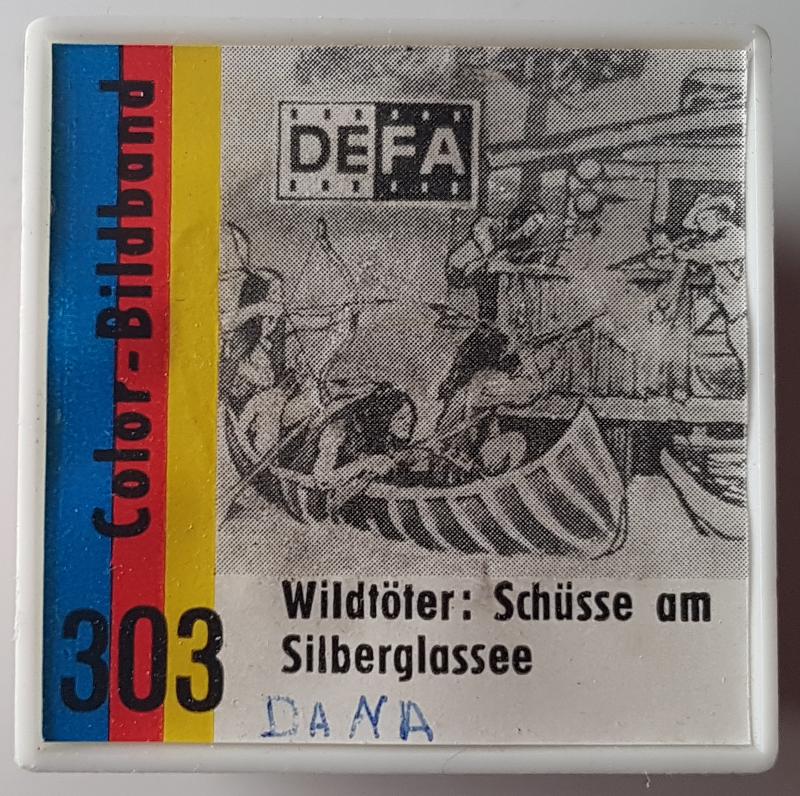 Color-Bildband
DEFA
303
Wildtöter: Schüsse am
Silberglassee
DANA